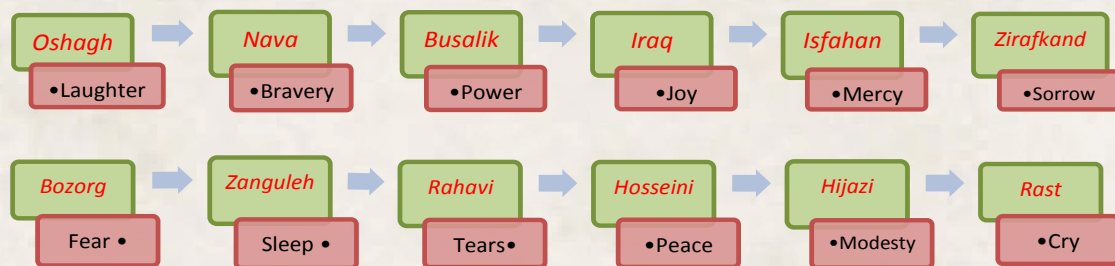 Oshagh
•Laughter
Nava
•Bravery
Busalik
•Power
Iraq
•Joy
Isfahan
•Mercy
Zirafkand
•Sorrow
Bozorg
Fear •
Zanguleh
Sleep •
Rahavi
Tears•
Hosseini
•Peace
Hijazi
•Modesty
Rast
•Cry